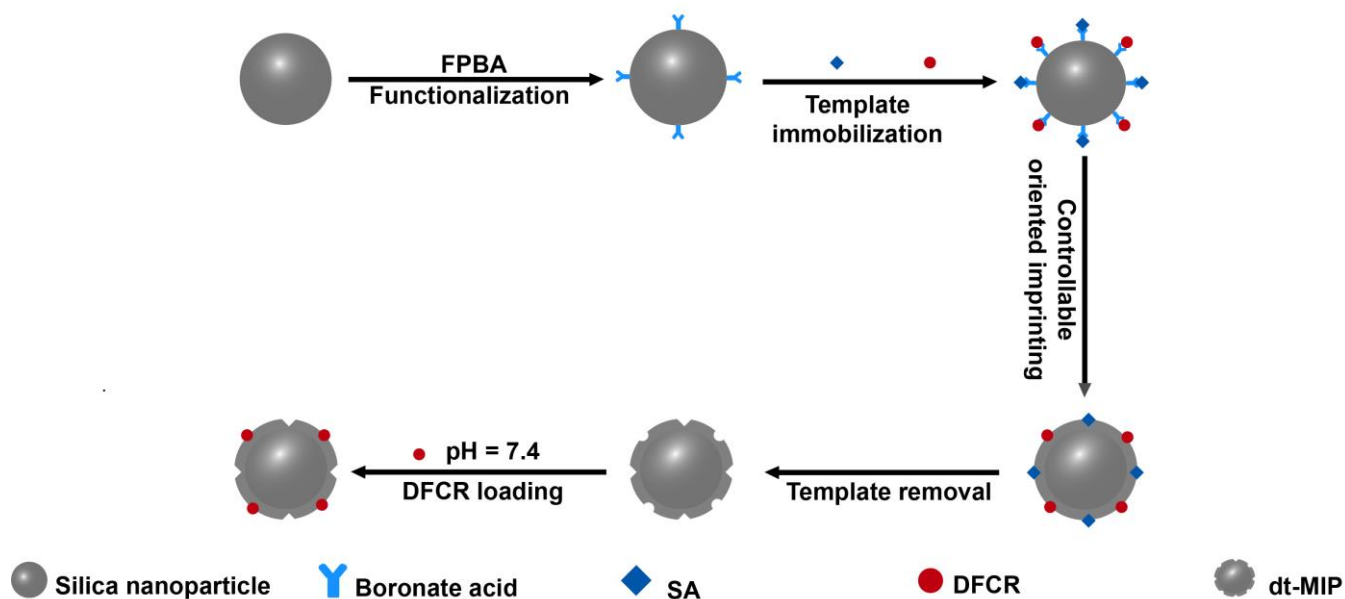 FPBA
Functionalization
Template
immobilization
Controllable
oriented imprinting
Template removal
pH = 7.4
DFCR loading
Silica nanoparticle
Boronate acid
SA
DFCR
dt-MIP